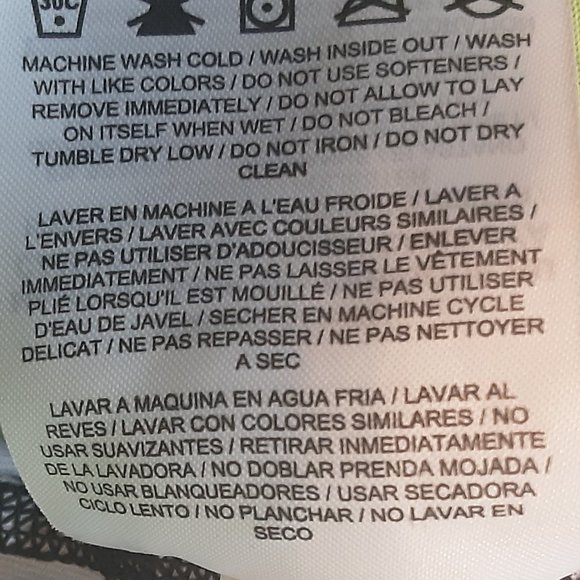 30C
MACHINE WASH COLD / WASH INSIDE OUT / WASH
WITH LIKE COLORS / DO NOT USE SOFTENERS /
REMOVE IMMEDIATELY / DO NOT ALLOW TO LAY
ON ITSELF WHEN WET / DO NOT BLEACH /
TUMBLE DRY LOW / DO NOT IRON / DO NOT DRY
CLEAN
LAVER EN MACHINE A L'EAU FROIDE / LAVER A
L'ENVERS / LAVER AVEC COULEURS SIMILAIRES /
NE PAS UTILISER D'ADOUCISSEUR / ENLEVER
IMMEDIATEMENT / NE PAS LAISSER LE VÊTEMENT
PLIÉ LORSQU'IL EST MOUILLÉ / NE PAS UTILISER
D'EAU DE JAVEL / SECHER EN MACHINE CYCLE
DELICAT / NE PAS REPASSER / NE PAS NETTOYER
A SEC
LAVAR A MAQUINA EN AGUA FRIA / LAVAR AL
REVES / LAVAR CON COLORES SIMILARES / NO
USAR SUAVIZANTES / RETIRAR INMEDIATAMENTE
DE LA LAVADORA / NO DOBLAR PRENDA MOJADA /
NO USAR BLANQUEADORES / USAR SECADORA
CICLO LENTO / NO PLANCHAR / NO LAVAR EN
SECO